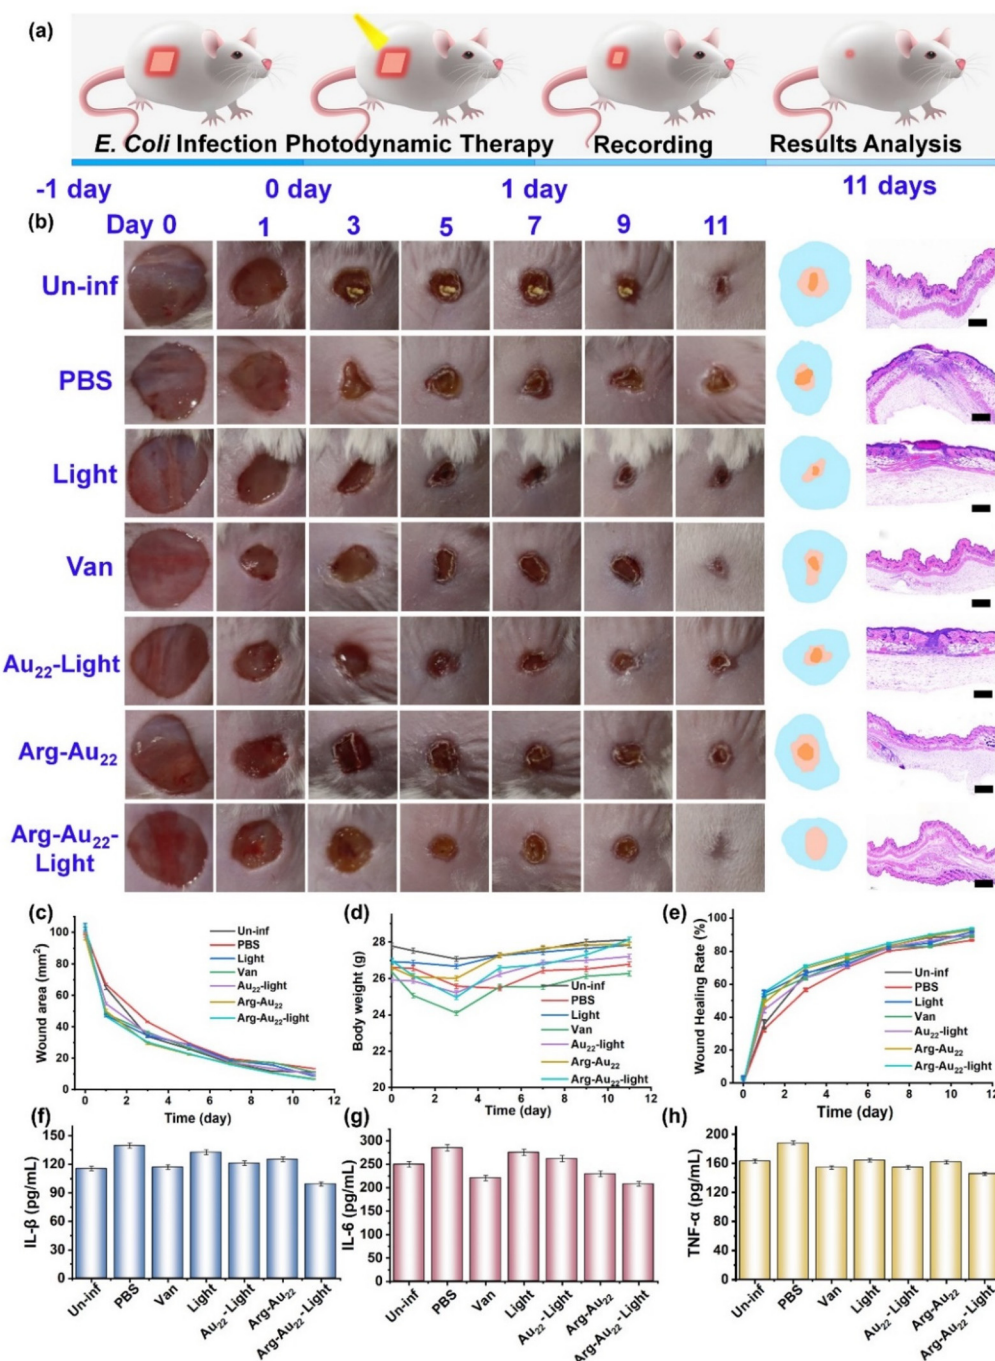 (a)
E. Coli Infection Photodynamic Therapy Recording Results Analysis
-1 day 0 day 1 day 11 days
(b) Day 0 1 3 5 7 9 11
Un-inf
PBS
Light
Van
Au₂₂-Light
Arg-Au₂₂
Arg-Au₂₂-
Light
(c)
Wound area (mm²)
100
80
60
40
20
0
0 2 4 6 8 10 12
Time (day)
Un-inf
PBS
Light
Van
Au₂₂-light
Arg-Au₂₂
Arg-Au₂₂-light
(d)
Body weight (g)
28
26
24
22
20
0 2 4 6 8 10 12
Time (day)
Un-inf
PBS
Light
Van
Au₂₂-light
Arg-Au₂₂
Arg-Au₂₂-light
(e)
Wound Healing Rate (%)
100
90
80
70
60
50
40
30
20
10
0
0 2 4 6 8 10 12
Time (day)
Un-inf
PBS
Light
Van
Au₂₂-light
Arg-Au₂₂
Arg-Au₂₂-light
(f)
IL-β (pg/mL)
150
120
90
60
30
0
Un-inf
PBS
Van
Light
Au₂₂-Light
Arg-Au₂₂
Arg-Au₂₂-Light
(g)
IL-6 (pg/mL)
300
250
200
150
100
50
0
Un-inf
PBS
Van
Light
Au₂₂-Light
Arg-Au₂₂
Arg-Au₂₂-Light
(h)
TNF-α (pg/mL)
200
160
120
80
40
0
Un-inf
PBS
Van
Light
Au₂₂-Light
Arg-Au₂₂
Arg-Au₂₂-Light